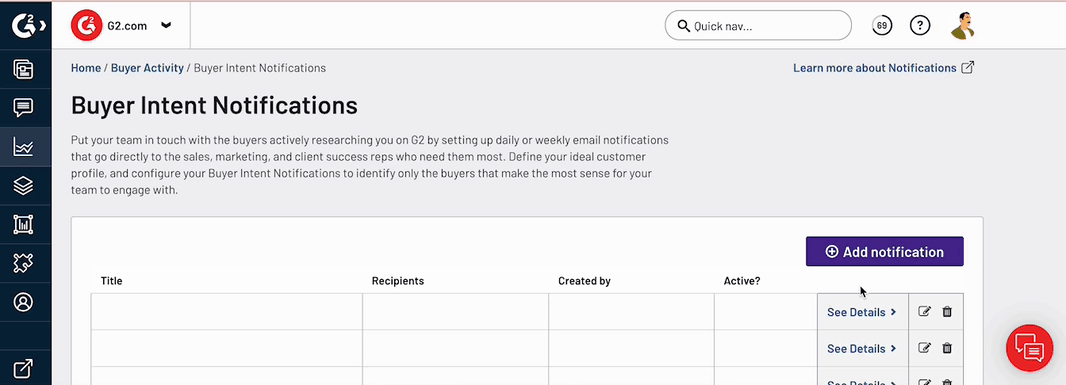 G2.com
Quick nav...
69
?
Home / Buyer Activity / Buyer Intent Notifications
Learn more about Notifications
Buyer Intent Notifications
Put your team in touch with the buyers actively researching you on G2 by setting up daily or weekly email notifications
that go directly to the sales, marketing, and client success reps who need them most. Define your ideal customer
profile, and configure your Buyer Intent Notifications to identify only the buyers that make the most sense for your
team to engage with.
Add notification
Title Recipients Created by Active?
See Details
See Details
See Details